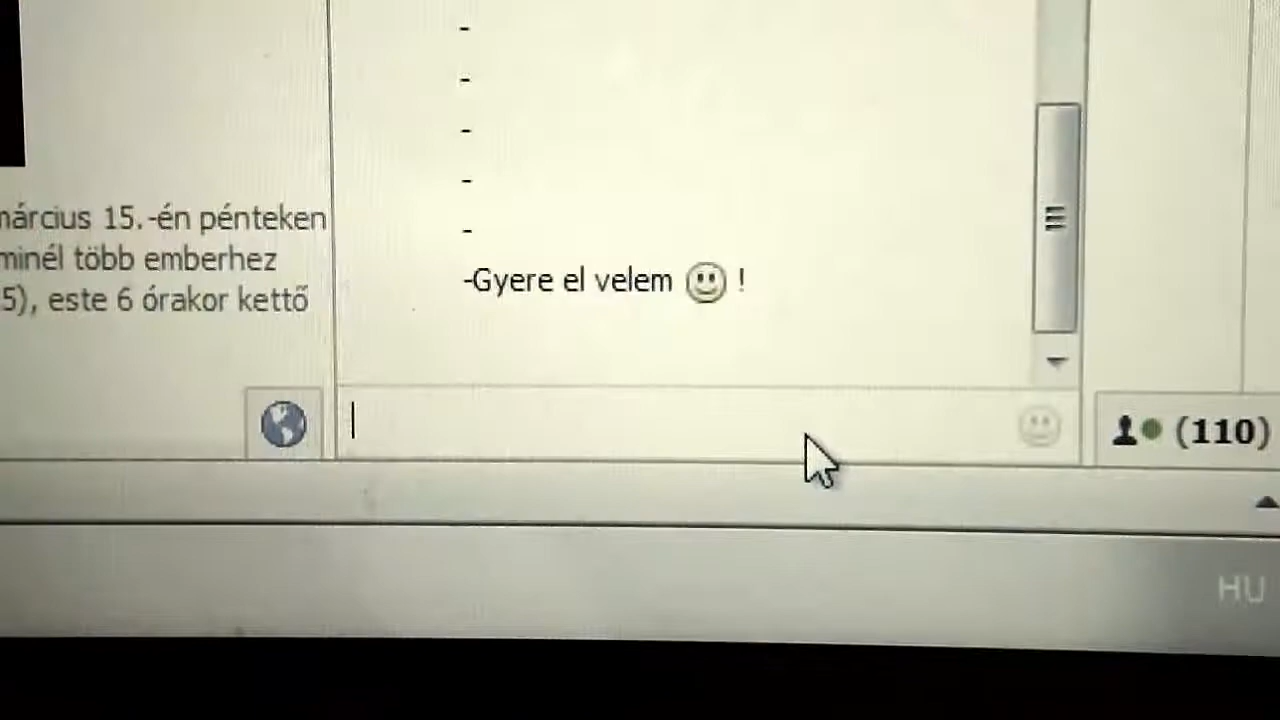 -
-
-
-
-
-Gyere el velem !
március 15.-én pénteken
minél több emberhez
5), este 6 órakor kettő
(110)
HU